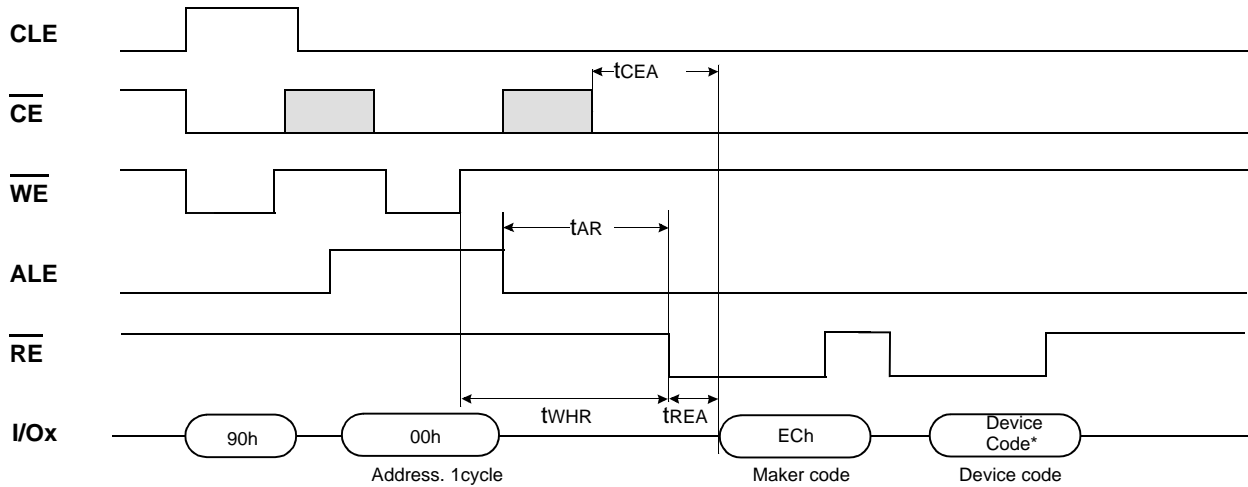 CLE
tCEA
CE
WE
tAR
ALE
RE
tWHR
tREA
I/Ox
90h
00h
ECh
Device
Code*
Address. 1cycle
Maker code
Device code